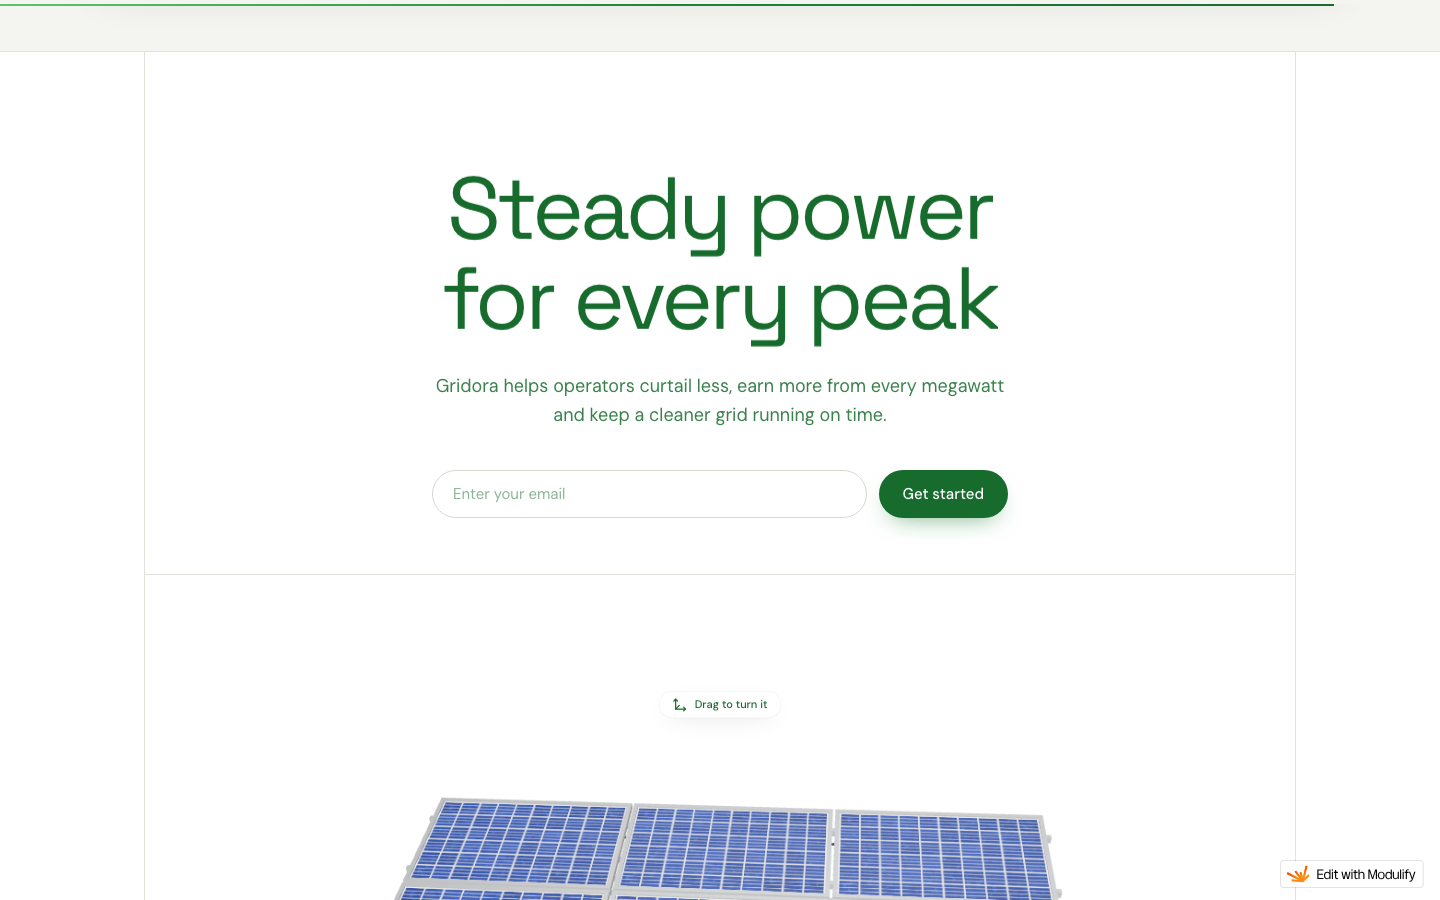 Steady power
for every peak
Gridora helps operators curtail less, earn more from every megawatt
and keep a cleaner grid running on time.
Enter your email
Get started
Drag to turn it
Edit with Modulify